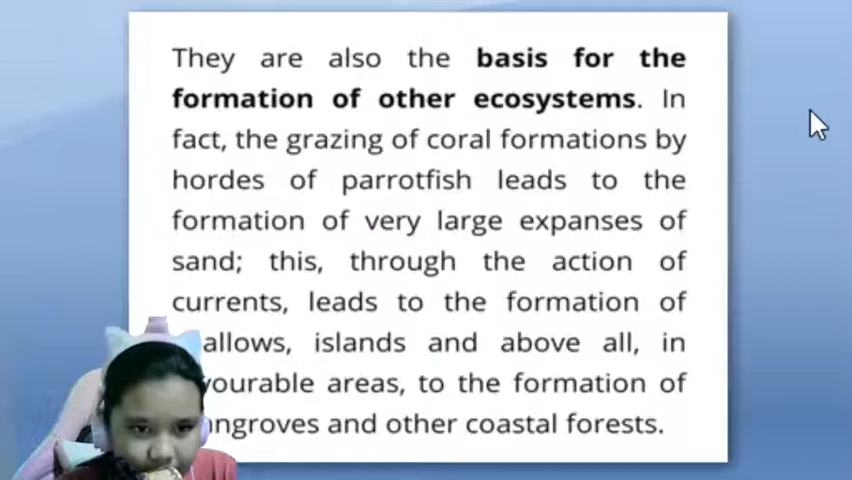 They are also the basis for the
formation of other ecosystems. In
fact, the grazing of coral formations by
hordes of parrotfish leads to the
formation of very large expanses of
sand; this, through the action of
currents, leads to the formation of
islands and above all, in
areas, to the formation of
and other coastal forests.